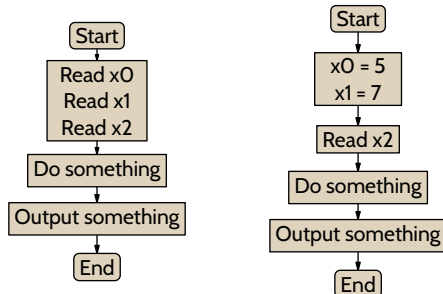 Start
Read x0
Read x1
Read x2
Do something
Output something
End
Start
x0 = 5
x1 = 7
Read x2
Do something
Output something
End